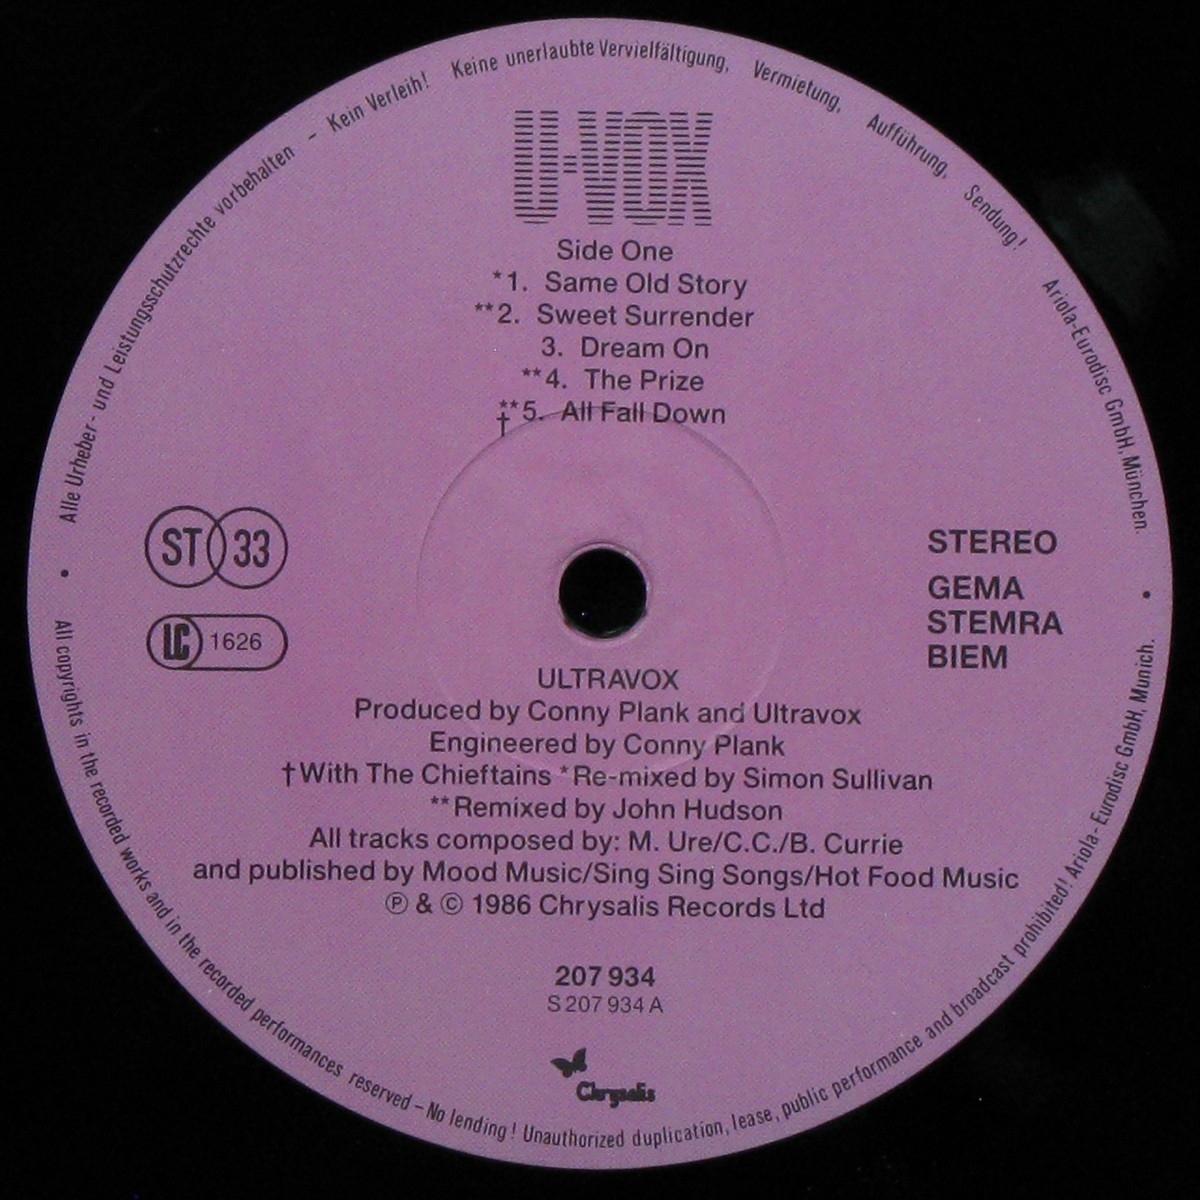 Alle Urheber- und Leistungsschutzrechte vorbehalten – Kein Verleih! Keine unerlaubte Vervielfältigung, Vermietung, Aufführung, Sendung! Ariola-Eurodisc GmbH, München.
U-VOX
Side One
*1. Same Old Story
**2. Sweet Surrender
3. Dream On
**4. The Prize
†**5. All Fall Down
ST 33
LC 1626
STEREO
GEMA
STEMRA
BIEM
ULTRAVOX
Produced by Conny Plank and Ultravox
Engineered by Conny Plank
†With The Chieftains *Re-mixed by Simon Sullivan
**Remixed by John Hudson
All tracks composed by: M. Ure/C.C./B. Currie
and published by Mood Music/Sing Sing Songs/Hot Food Music
℗ & © 1986 Chrysalis Records Ltd
207 934
S 207 934 A
Chrysalis
All copyrights in the recorded works and in the recorded performances reserved – No lending! Unauthorized duplication, lease, public performance and broadcast prohibited! Ariola-Eurodisc GmbH, Munich.